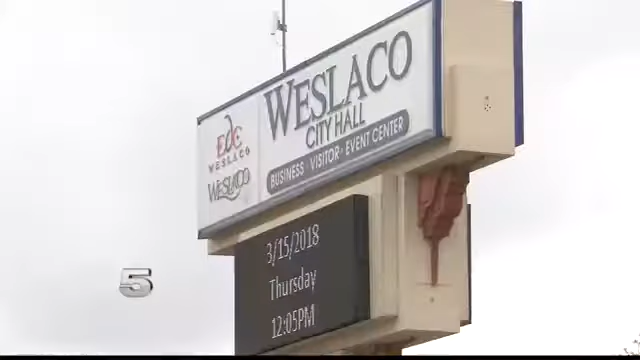 WESLACO
CITY HALL
BUSINESS · VISITOR · EVENT CENTER
EDC
WESLACO
WESLACO
3/15/2018
Thursday
12:05PM
5